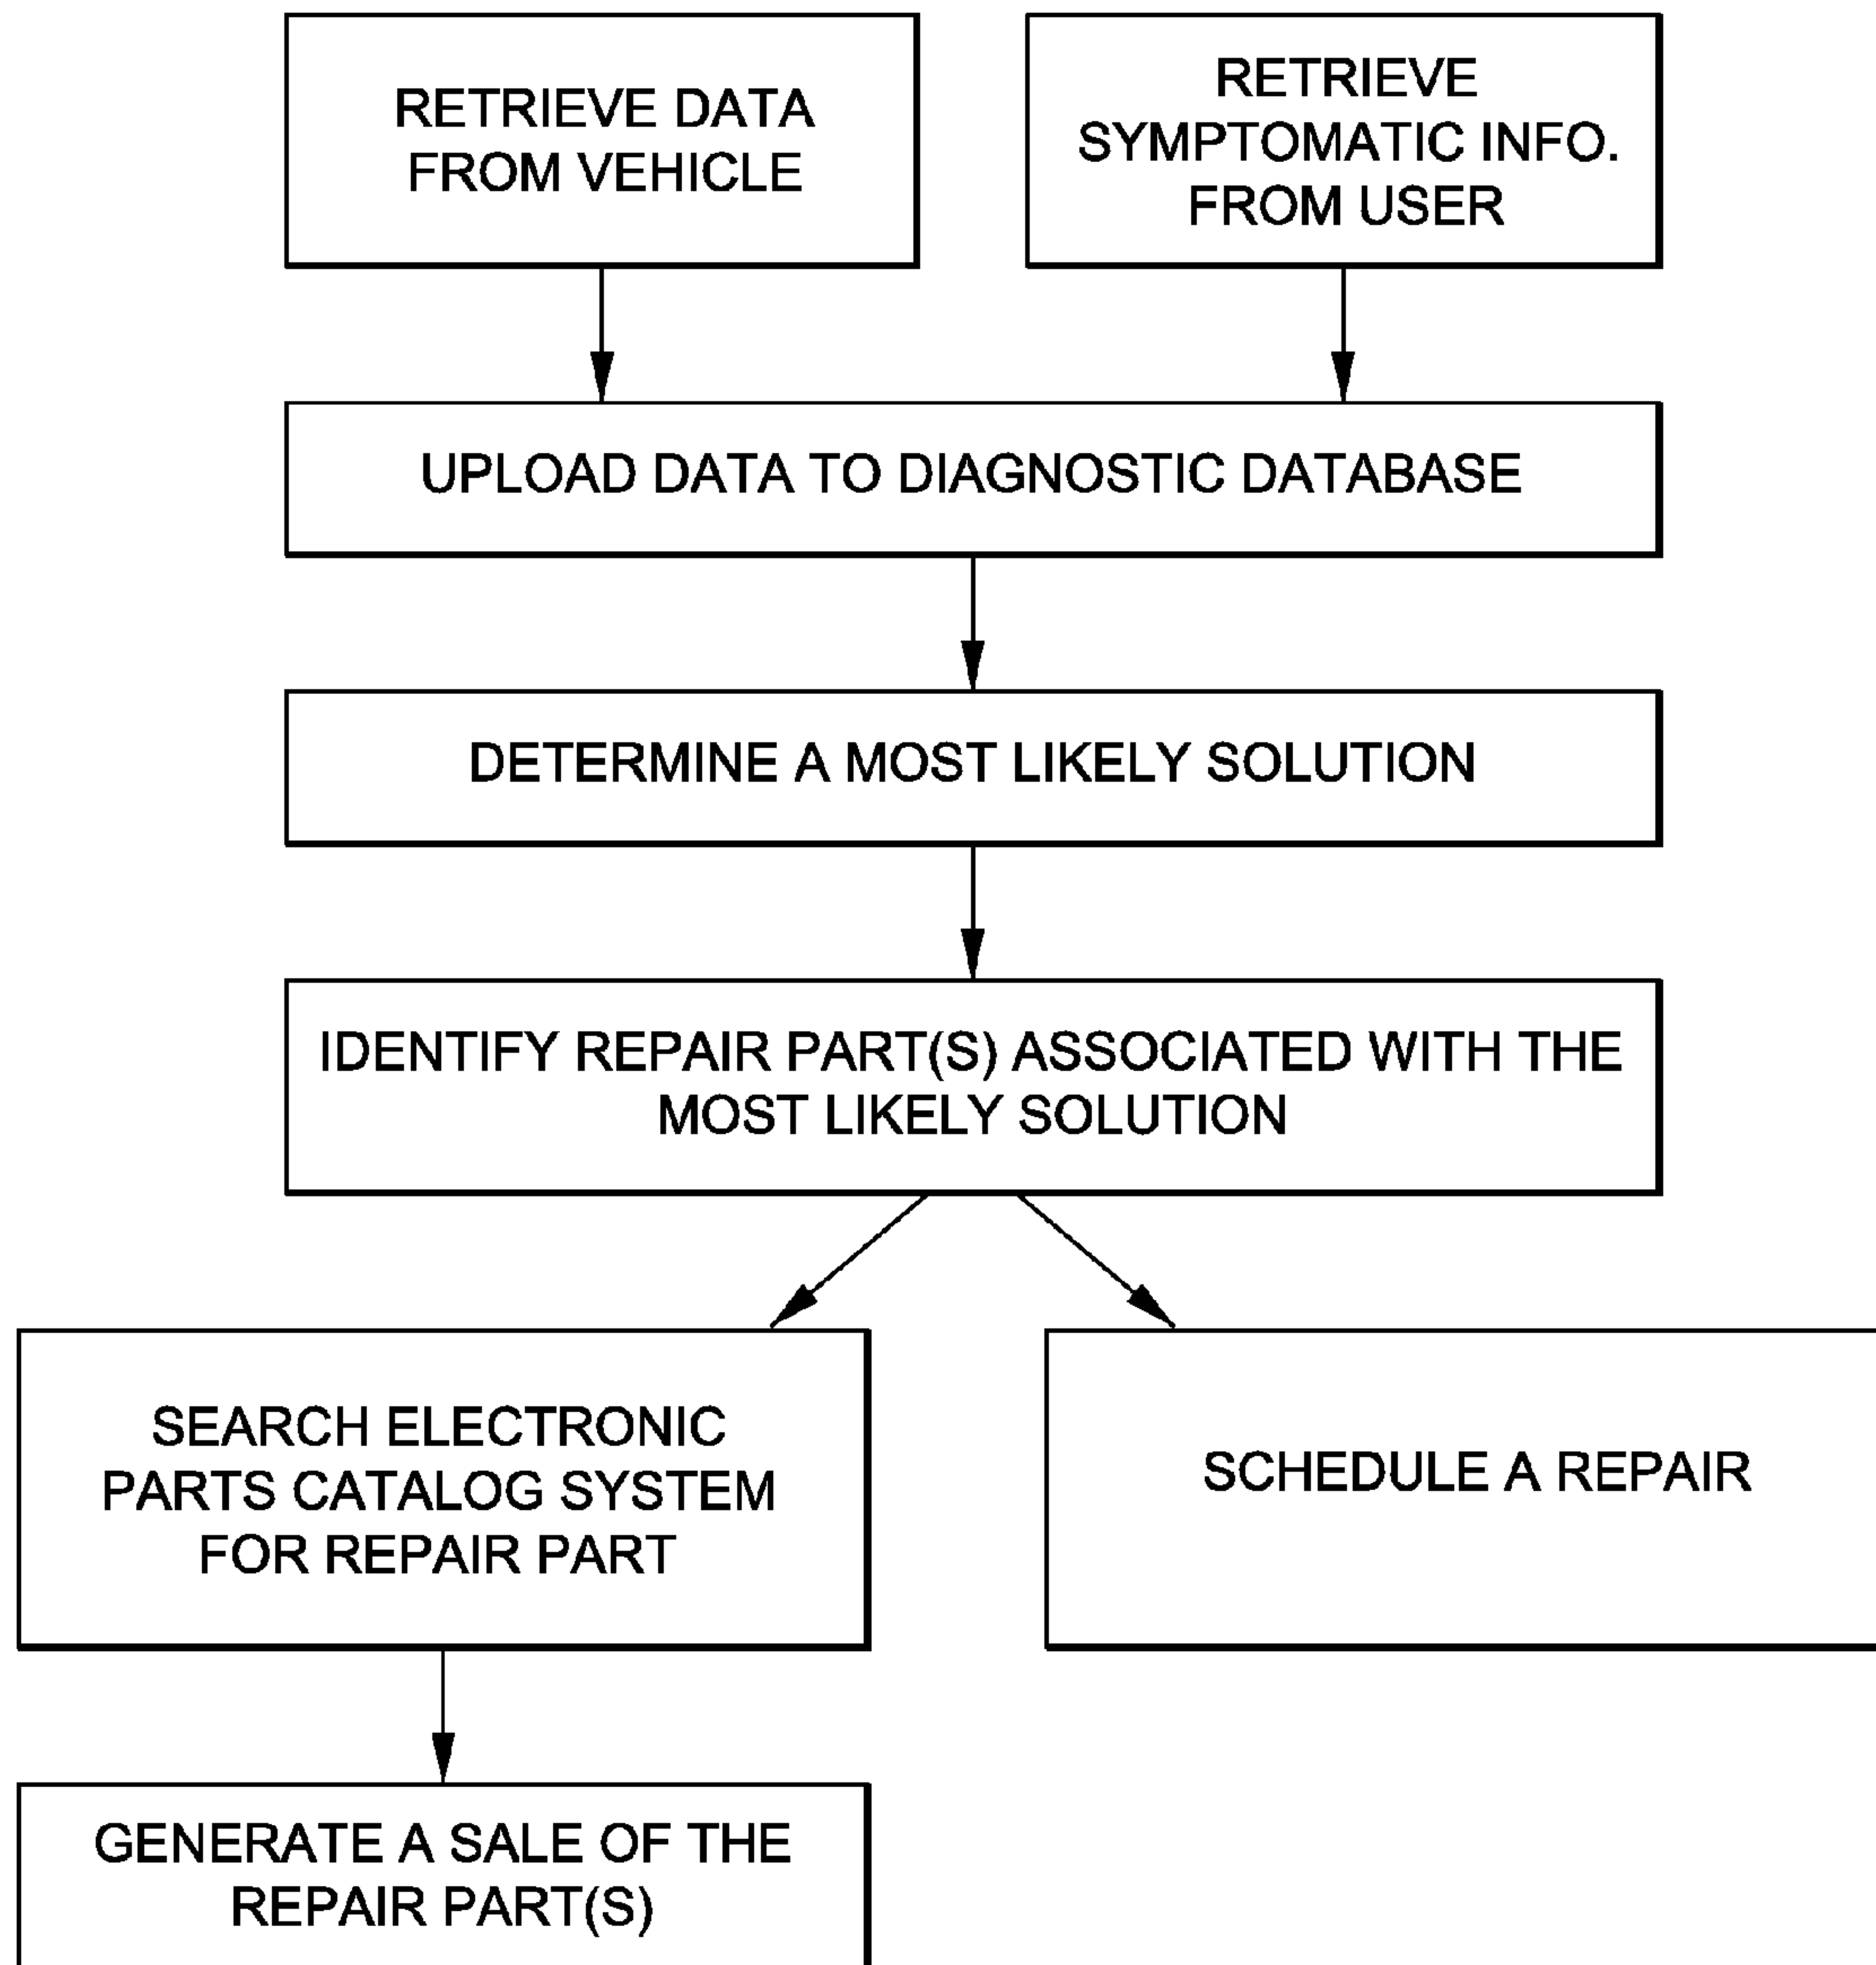 RETRIEVE DATA
FROM VEHICLE
RETRIEVE
SYMPTOMATIC INFO.
FROM USER
UPLOAD DATA TO DIAGNOSTIC DATABASE
DETERMINE A MOST LIKELY SOLUTION
IDENTIFY REPAIR PART(S) ASSOCIATED WITH THE
MOST LIKELY SOLUTION
SEARCH ELECTRONIC
PARTS CATALOG SYSTEM
FOR REPAIR PART
SCHEDULE A REPAIR
GENERATE A SALE OF THE
REPAIR PART(S)